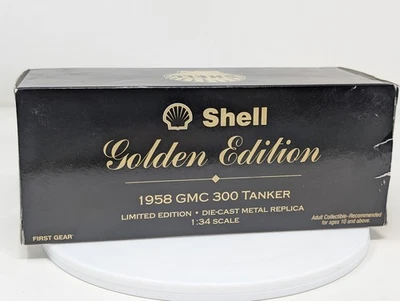 Shell
Golden Edition
1958 GMC 300 TANKER
LIMITED EDITION • DIE-CAST METAL REPLICA
1:34 SCALE
FIRST GEAR
Adult Collectible-Recommended
for ages 10 and above.